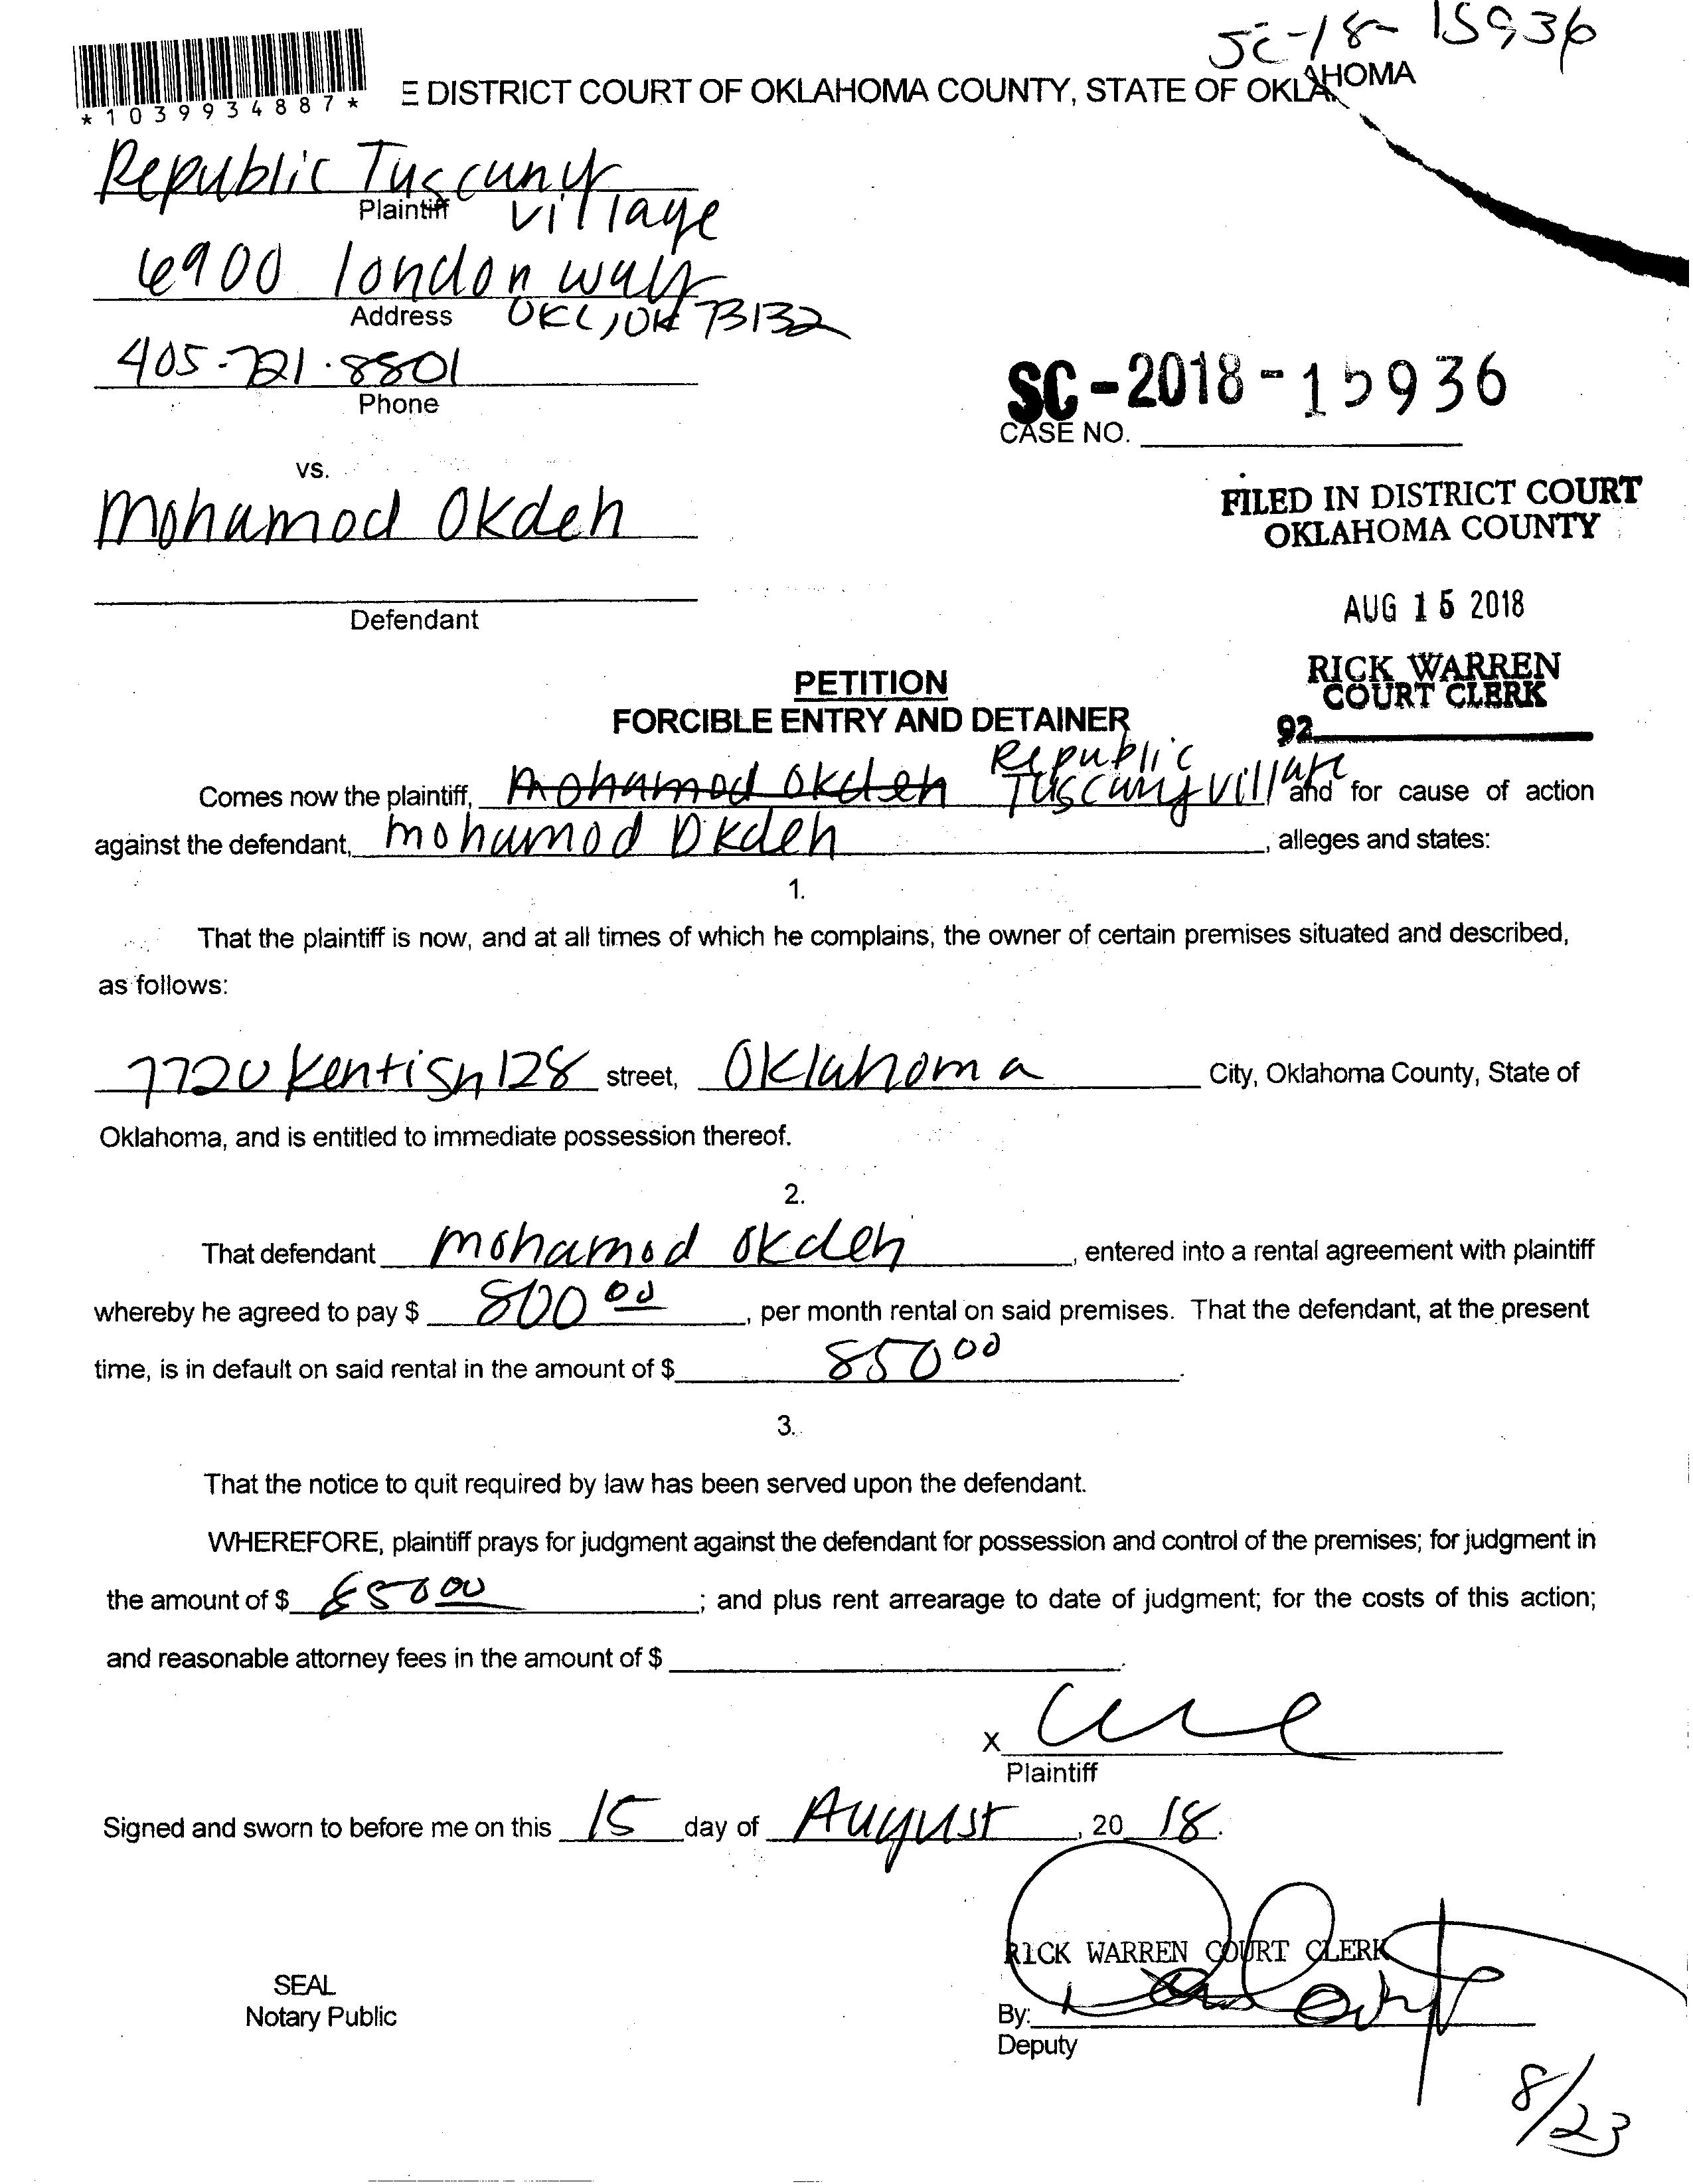 SC-18-15936
*1039934887*
E DISTRICT COURT OF OKLAHOMA COUNTY, STATE OF OKLAHOMA
Republic Tuscany
Plaintiff Village
6900 london way
Address OKC, OK 73132
405-721-8801
Phone
SC-2018-15936
CASE NO.
vs.
Mohamod Okdeh
FILED IN DISTRICT COURT
OKLAHOMA COUNTY
Defendant
AUG 15 2018
RICK WARREN
COURT CLERK
92
PETITION
FORCIBLE ENTRY AND DETAINER
Republic
Comes now the plaintiff, Mohamod Okdeh Tuscany Village and for cause of action
against the defendant, mohamod Okdeh, alleges and states:
1.
That the plaintiff is now, and at all times of which he complains, the owner of certain premises situated and described,
as follows:
7720 Kentish 128 street, Oklahoma City, Oklahoma County, State of
Oklahoma, and is entitled to immediate possession thereof.
2.
That defendant mohamod okdeh, entered into a rental agreement with plaintiff
whereby he agreed to pay $ 800 00, per month rental on said premises. That the defendant, at the present
time, is in default on said rental in the amount of $ 850 00.
3.
That the notice to quit required by law has been served upon the defendant.
WHEREFORE, plaintiff prays for judgment against the defendant for possession and control of the premises; for judgment in
the amount of $ 850 00; and plus rent arrearage to date of judgment; for the costs of this action;
and reasonable attorney fees in the amount of $ .
X
Plaintiff
Signed and sworn to before me on this 15 day of August, 20 18.
RICK WARREN COURT CLERK
SEAL
Notary Public
By:
Deputy
8/23